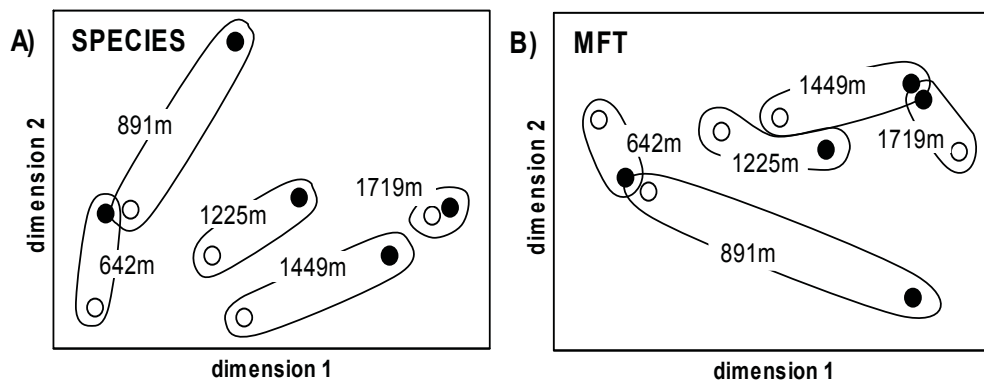 A) SPECIES
891m
1719m
1225m
642m
1449m
dimension 2
dimension 1
B) MFT
1449m
642m
1719m
1225m
891m
dimension 2
dimension 1